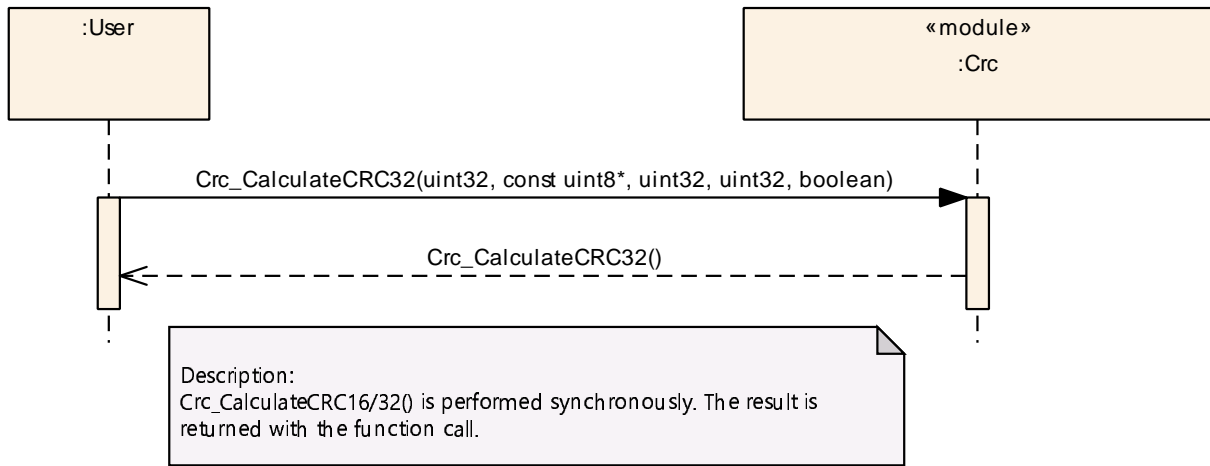 :User
«module»
:Crc
Crc_CalculateCRC32(uint32, const uint8*, uint32, uint32, boolean)
Crc_CalculateCRC32()
Description:
Crc_CalculateCRC16/32() is performed synchronously. The result is
returned with the function call.